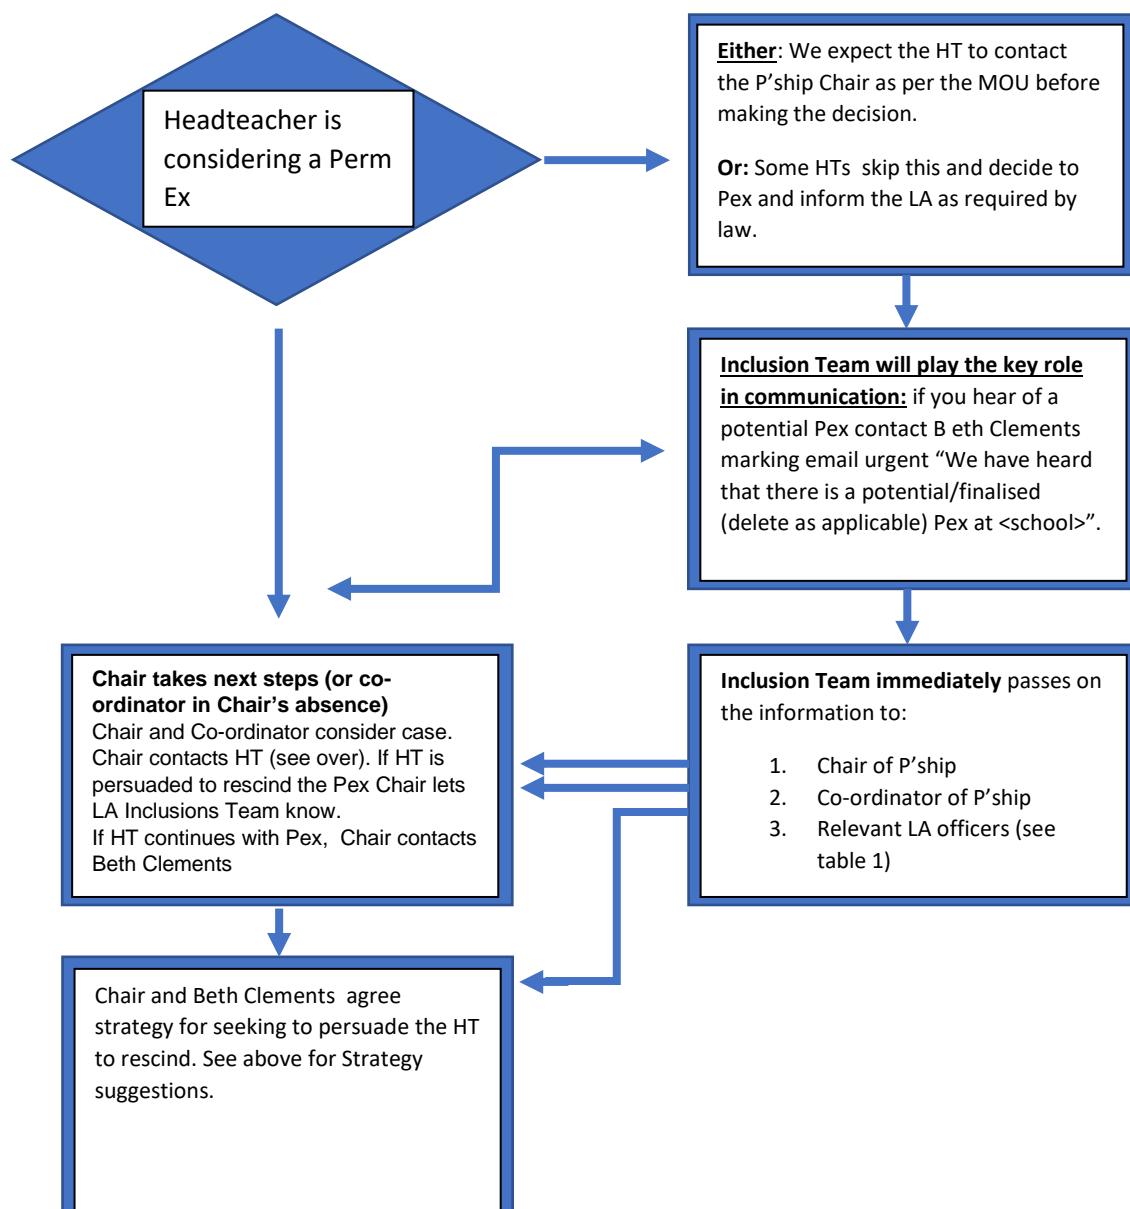 Headteacher is
considering a Perm
Ex
Either: We expect the HT to contact
the P’ship Chair as per the MOU before
making the decision.
Or: Some HTs  skip this and decide to
Pex and inform the LA as required by
law.
Inclusion Team will play the key role
in communication: if you hear of a
potential Pex contact B eth Clements
marking email urgent “We have heard
that there is a potential/finalised
(delete as applicable) Pex at <school>”.
Chair takes next steps (or co-
ordinator in Chair’s absence)
Chair and Co-ordinator consider case.
Chair contacts HT (see over). If HT is
persuaded to rescind the Pex Chair lets
LA Inclusions Team know.
If HT continues with Pex,  Chair contacts
Beth Clements
Inclusion Team immediately passes on
the information to:
1. Chair of P’ship
2. Co-ordinator of P’ship
3. Relevant LA officers (see
table 1)
Chair and Beth Clements  agree
strategy for seeking to persuade the HT
to rescind. See above for Strategy
suggestions.